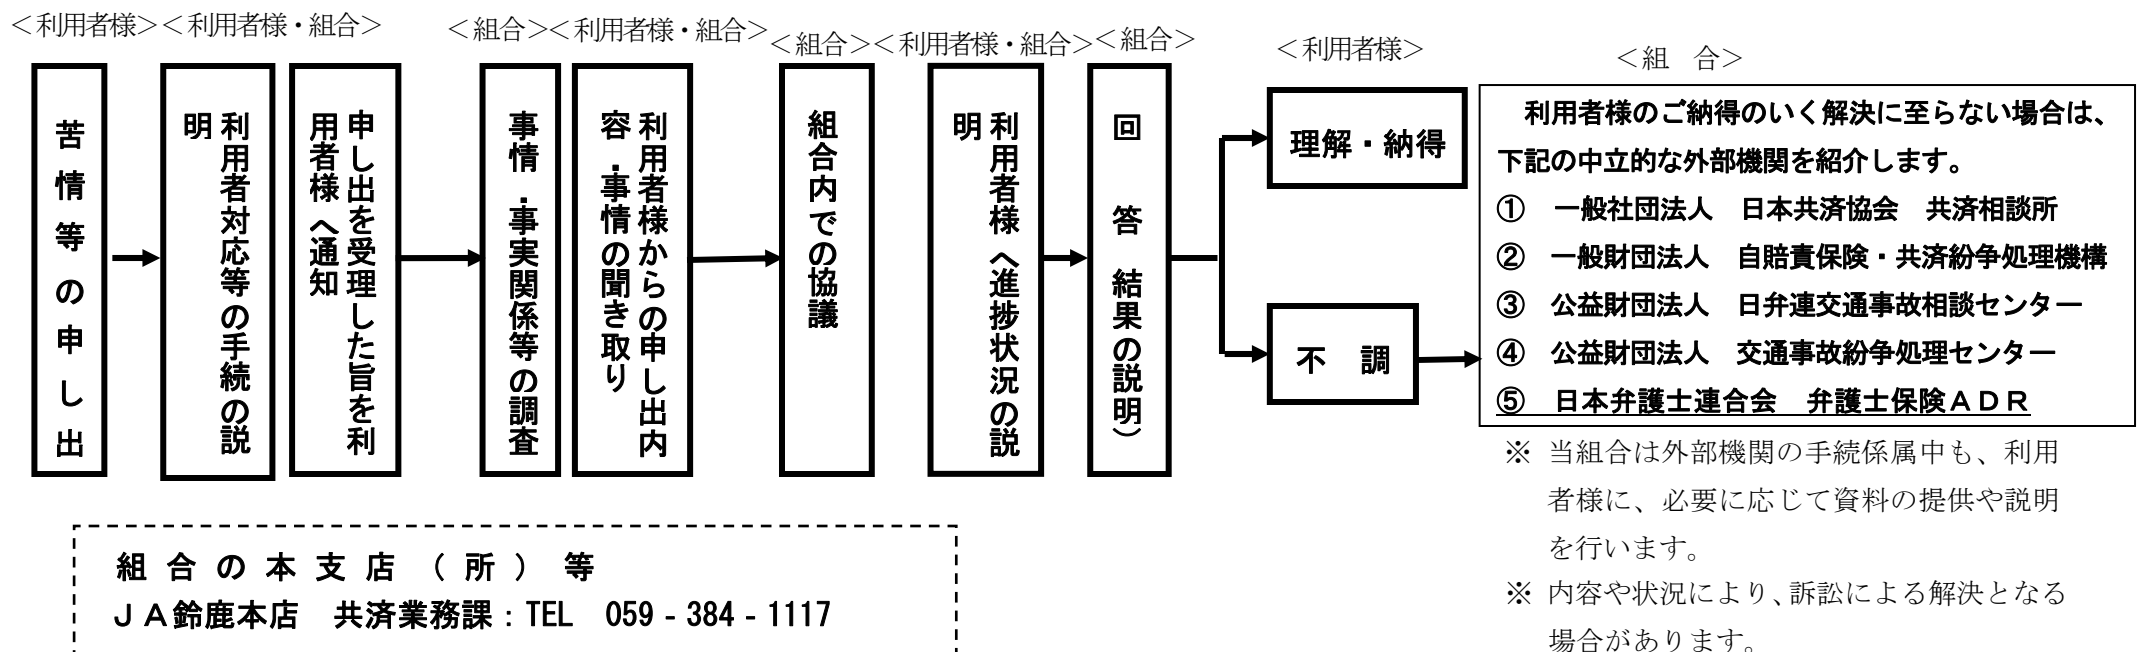 ＜利用者様＞
＜利用者様・組合＞
＜組合＞
＜利用者様・組合＞
＜組合＞
＜利用者様・組合＞
＜組合＞
＜利用者様＞
＜組　合＞
苦情等の申し出
利用者対応等の手続の説
明
申し出を受理した旨を利
用者様へ通知
事情・事実関係等の調査
利用者様からの申し出内
容・事情の聞き取り
組合内での協議
利用者様へ進捗状況の説
明
回　答　結果の説明）
理解・納得
不　調
利用者様のご納得のいく解決に至らない場合は、
下記の中立的な外部機関を紹介します。
①　一般社団法人　日本共済協会　共済相談所
②　一般財団法人　自賠責保険・共済紛争処理機構
③　公益財団法人　日弁連交通事故相談センター
④　公益財団法人　交通事故紛争処理センター
⑤　日本弁護士連合会　弁護士保険ＡＤＲ
※ 当組合は外部機関の手続係属中も、利用
者様に、必要に応じて資料の提供や説明
を行います。
※ 内容や状況により、訴訟による解決となる
場合があります。
組合の本支店（所）等
ＪＡ鈴鹿本店　共済業務課：TEL　059‐384‐1117